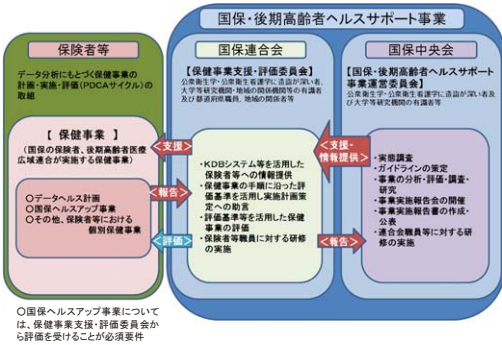 国保・後期高齢者ヘルスサポート事業
保険者等
データ分析にもとづく保健事業の
計画・実施・評価(PDCAサイクル)の
取組
【 保健事業 】
(国保の保険者、後期高齢者医療
広域連合が実施する保健事業)
〇データヘルス計画
〇国保ヘルスアップ事業
〇その他、保険者等における
個別保健事業
〇国保ヘルスアップ事業について
は、保健事業支援・評価委員会か
ら評価を受けることが必須要件
<支援>
<報告>
<評価>
国保連合会
【保健事業支援・評価委員会】
公衆衛生学・公衆衛生看護学に造詣が深い者、
大学等研究機関・地域の関係機関等の有識者
及び都道府県職員、地域の関係者等
・KDBシステム等を活用した
保険者等への情報提供
・保健事業の手順に沿った評
価基準を活用し実施計画策
定への助言
・評価基準等を活用した保健
事業の評価
・保険者等職員に対する研修
の実施
<支援・
情報提供>
<報告>
国保中央会
【国保・後期高齢者ヘルスサポート
事業運営委員会】
公衆衛生学・公衆衛生看護学に造詣が深い者及
び大学等研究機関の有識者等
・実態調査
・ガイドラインの策定
・事業の分析・評価・調査・
研究
・事業実施報告会の開催
・事業実施報告書の作成・
公表
・連合会職員等に対する研修
の実施